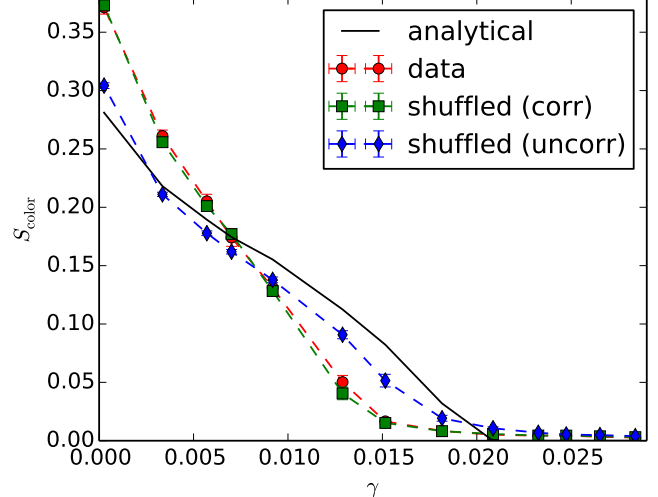 analytical
data
shuffled (corr)
shuffled (uncorr)
0.35
0.30
0.25
0.20
0.15
0.10
0.05
0.00
S_color
0.000 0.005 0.010 0.015 0.020 0.025
γ